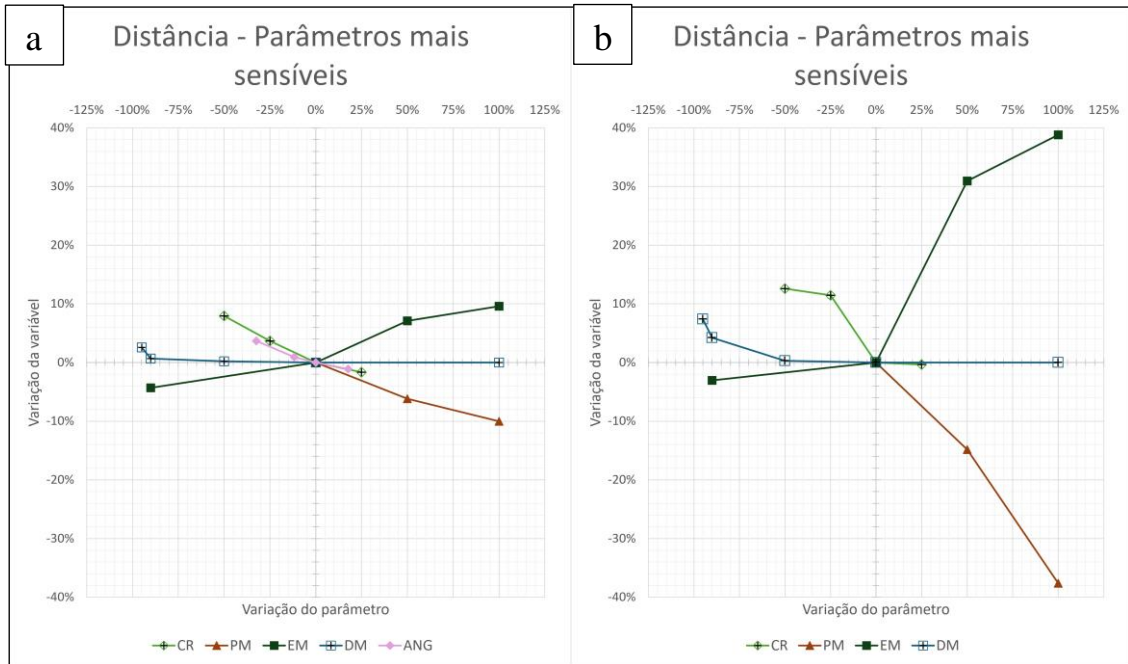 a
Distância - Parâmetros mais
sensíveis
-125% -100% -75% -50% -25% 0% 25% 50% 75% 100% 125%
40%
30%
20%
10%
0%
-10%
-20%
-30%
-40%
Variação da variável
Variação do parâmetro
CR PM EM DM ANG
b
Distância - Parâmetros mais
sensíveis
-125% -100% -75% -50% -25% 0% 25% 50% 75% 100% 125%
40%
30%
20%
10%
0%
-10%
-20%
-30%
-40%
Variação da variável
Variação do parâmetro
CR PM EM DM